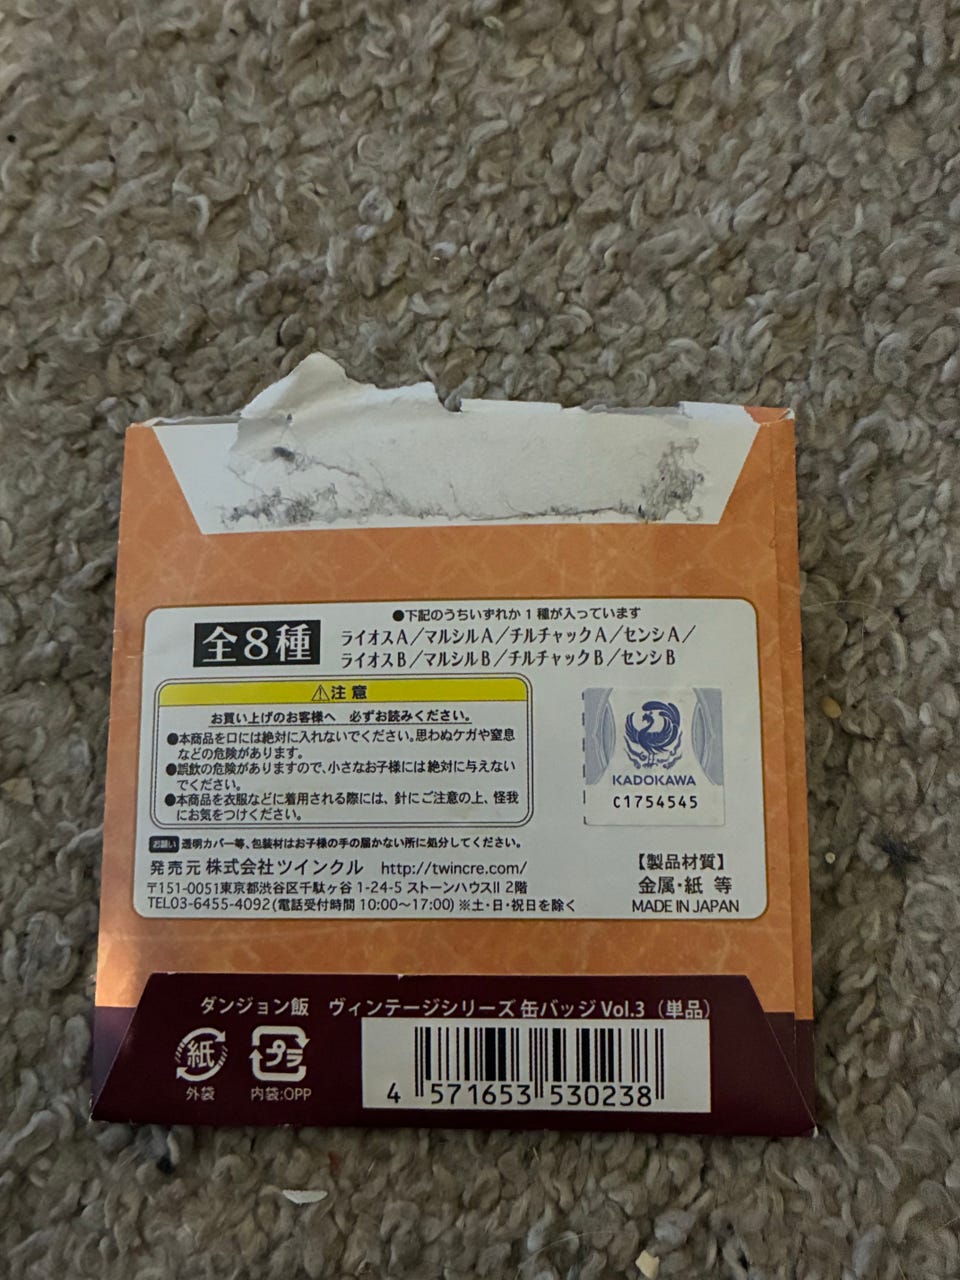 全8種
●下記のうちいずれか1種が入っています
ライオスA/マルシルA/チルチャックA/センシA/
ライオスB/マルシルB/チルチャックB/センシB
⚠注意
お買い上げのお客様へ 必ずお読みください。
●本商品を口には絶対に入れないでください。思わぬケガや窒息
などの危険があります。
●誤飲の危険がありますので、小さなお子様には絶対に与えない
でください。
●本商品を衣服などに着用される際には、針にご注意の上、怪我
にお気をつけください。
KADOKAWA
C1754545
お願い 透明カバー等、包装材はお子様の手の届かない所に処分してください。
発売元 株式会社ツインクル http://twincre.com/
〒151-0051東京都渋谷区千駄ヶ谷1-24-5 ストーンハウスII 2階
TEL03-6455-4092(電話受付時間 10:00〜17:00) ※土・日・祝日を除く
【製品材質】
金属・紙 等
MADE IN JAPAN
ダンジョン飯 ヴィンテージシリーズ 缶バッジ Vol.3 (単品)
紙
外袋
プラ
内袋:OPP
4 571653 530238